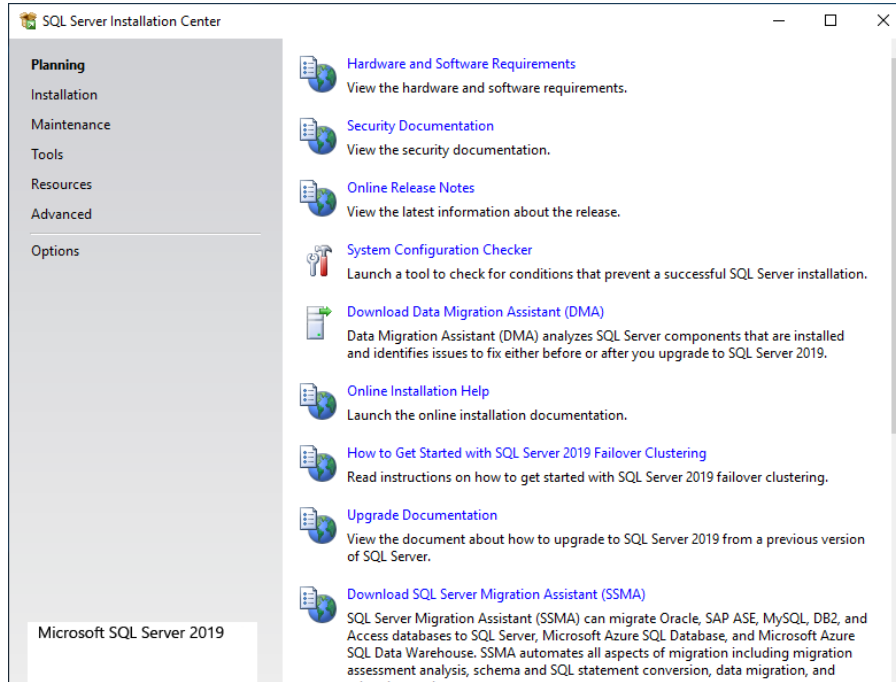 SQL Server Installation Center
Planning
Installation
Maintenance
Tools
Resources
Advanced
Options
Microsoft SQL Server 2019
Hardware and Software Requirements
View the hardware and software requirements.
Security Documentation
View the security documentation.
Online Release Notes
View the latest information about the release.
System Configuration Checker
Launch a tool to check for conditions that prevent a successful SQL Server installation.
Download Data Migration Assistant (DMA)
Data Migration Assistant (DMA) analyzes SQL Server components that are installed
and identifies issues to fix either before or after you upgrade to SQL Server 2019.
Online Installation Help
Launch the online installation documentation.
How to Get Started with SQL Server 2019 Failover Clustering
Read instructions on how to get started with SQL Server 2019 failover clustering.
Upgrade Documentation
View the document about how to upgrade to SQL Server 2019 from a previous version
of SQL Server.
Download SQL Server Migration Assistant (SSMA)
SQL Server Migration Assistant (SSMA) can migrate Oracle, SAP ASE, MySQL, DB2, and
Access databases to SQL Server, Microsoft Azure SQL Database, and Microsoft Azure
SQL Data Warehouse. SSMA automates all aspects of migration including migration
assessment analysis, schema and SQL statement conversion, data migration, and